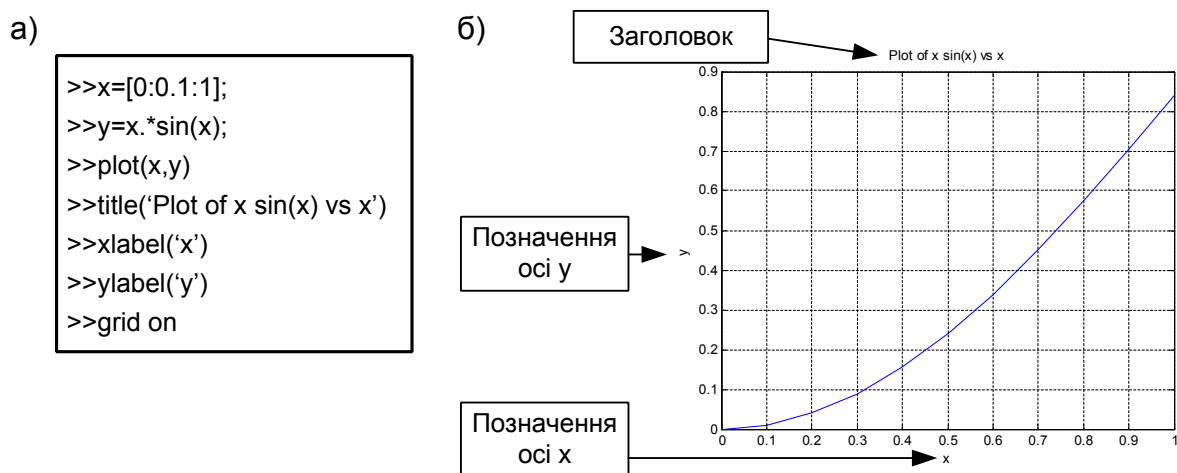 а)
>>x=[0:0.1:1];
>>y=x.*sin(x);
>>plot(x,y)
>>title(‘Plot of x sin(x) vs x’)
>>xlabel(‘x’)
>>ylabel(‘y’)
>>grid on
б)
Заголовок
Plot of x sin(x) vs x
0.9
0.8
0.7
0.6
0.5
0.4
0.3
0.2
0.1
0
y
Позначення
осі y
0 0.1 0.2 0.3 0.4 0.5 0.6 0.7 0.8 0.9 1
x
Позначення
осі x